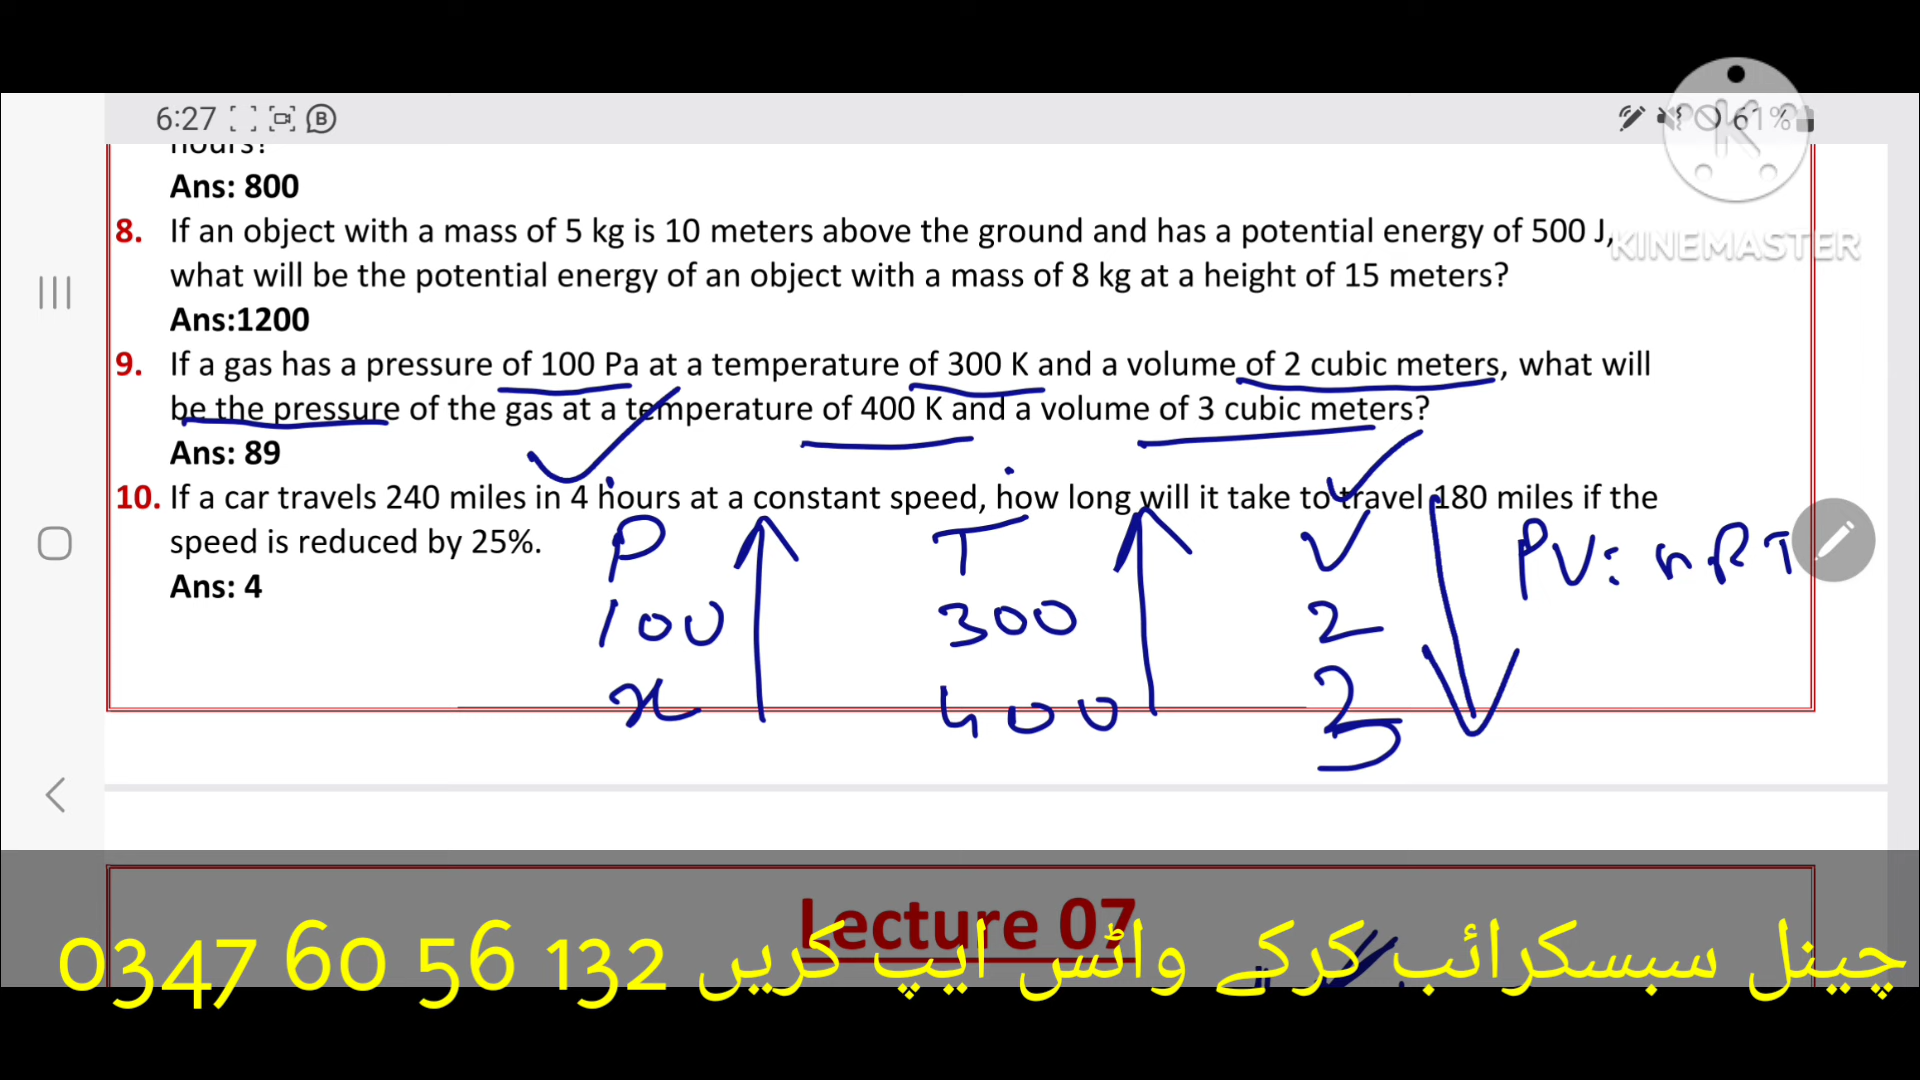 6:27
61%
KINEMASTER
hours?
Ans: 800
8. If an object with a mass of 5 kg is 10 meters above the ground and has a potential energy of 500 J,
what will be the potential energy of an object with a mass of 8 kg at a height of 15 meters?
Ans:1200
9. If a gas has a pressure of 100 Pa at a temperature of 300 K and a volume of 2 cubic meters, what will
be the pressure of the gas at a temperature of 400 K and a volume of 3 cubic meters?
Ans: 89
10. If a car travels 240 miles in 4 hours at a constant speed, how long will it take to travel 180 miles if the
speed is reduced by 25%.
Ans: 4
P T V PV: nRT
100 300 2
x 400 3
Lecture 07
چینل سبسکرائب کرکے واٹس ایپ کریں 0347 60 56 132